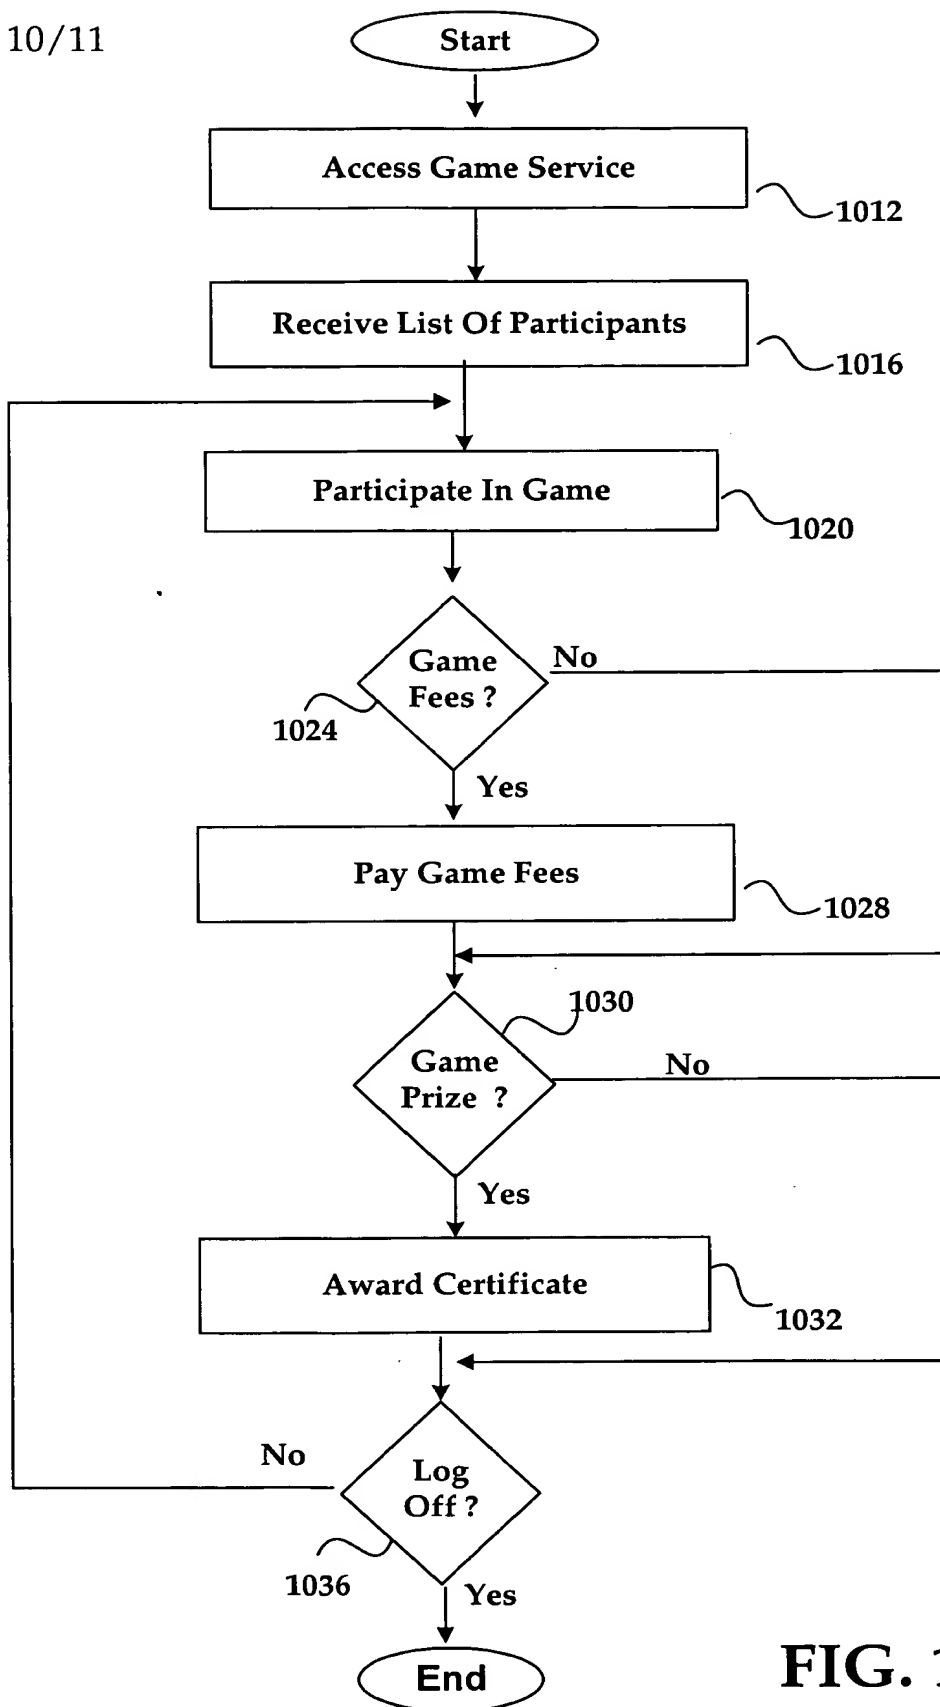 10/11
Start
Access Game Service
1012
Receive List Of Participants
1016
Participate In Game
1020
Game
Fees ?
No
1024
Yes
Pay Game Fees
1028
1030
Game
Prize ?
No
Yes
Award Certificate
1032
No
Log
Off ?
1036
Yes
End
FIG. 1